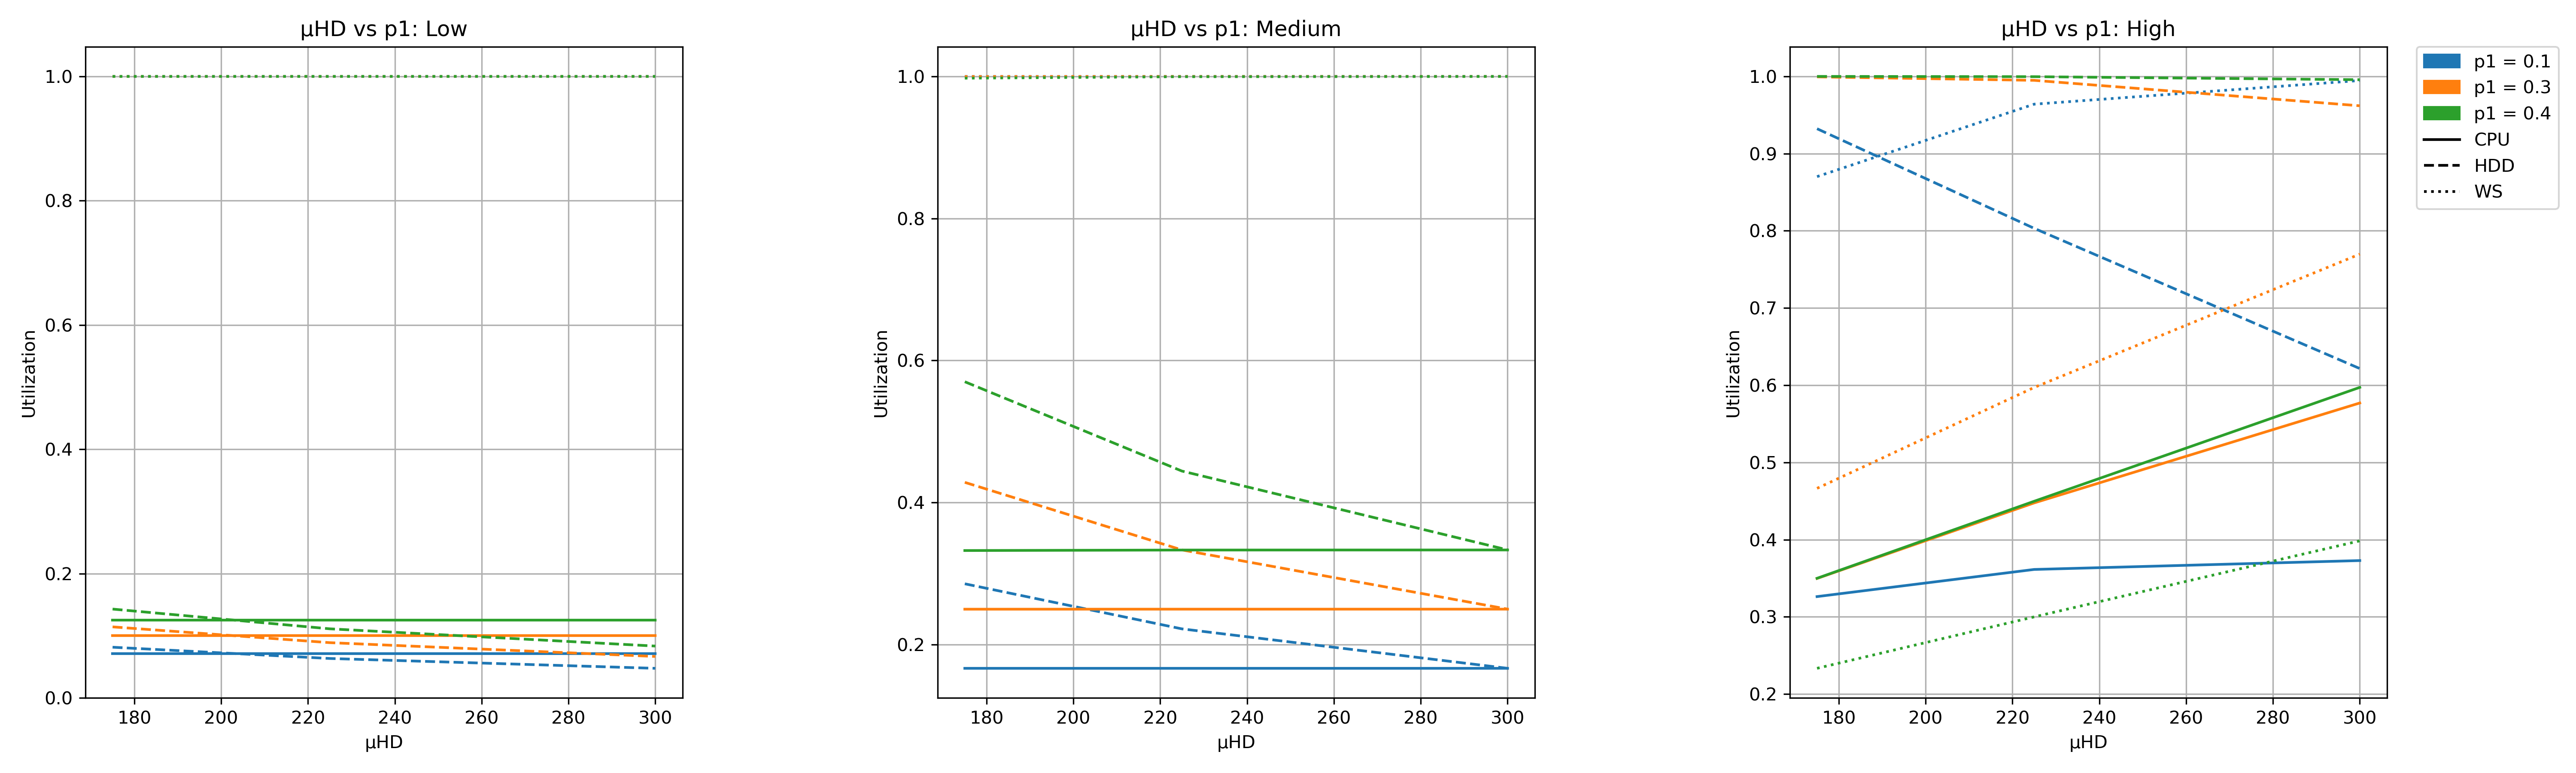 μHD vs p1: Low
1.0
0.8
0.6
0.4
0.2
0.0
Utilization
180 200 220 240 260 280 300
μHD
μHD vs p1: Medium
1.0
0.8
0.6
0.4
0.2
Utilization
180 200 220 240 260 280 300
μHD
μHD vs p1: High
1.0
0.9
0.8
0.7
0.6
0.5
0.4
0.3
0.2
Utilization
180 200 220 240 260 280 300
μHD
p1 = 0.1
p1 = 0.3
p1 = 0.4
CPU
HDD
WS